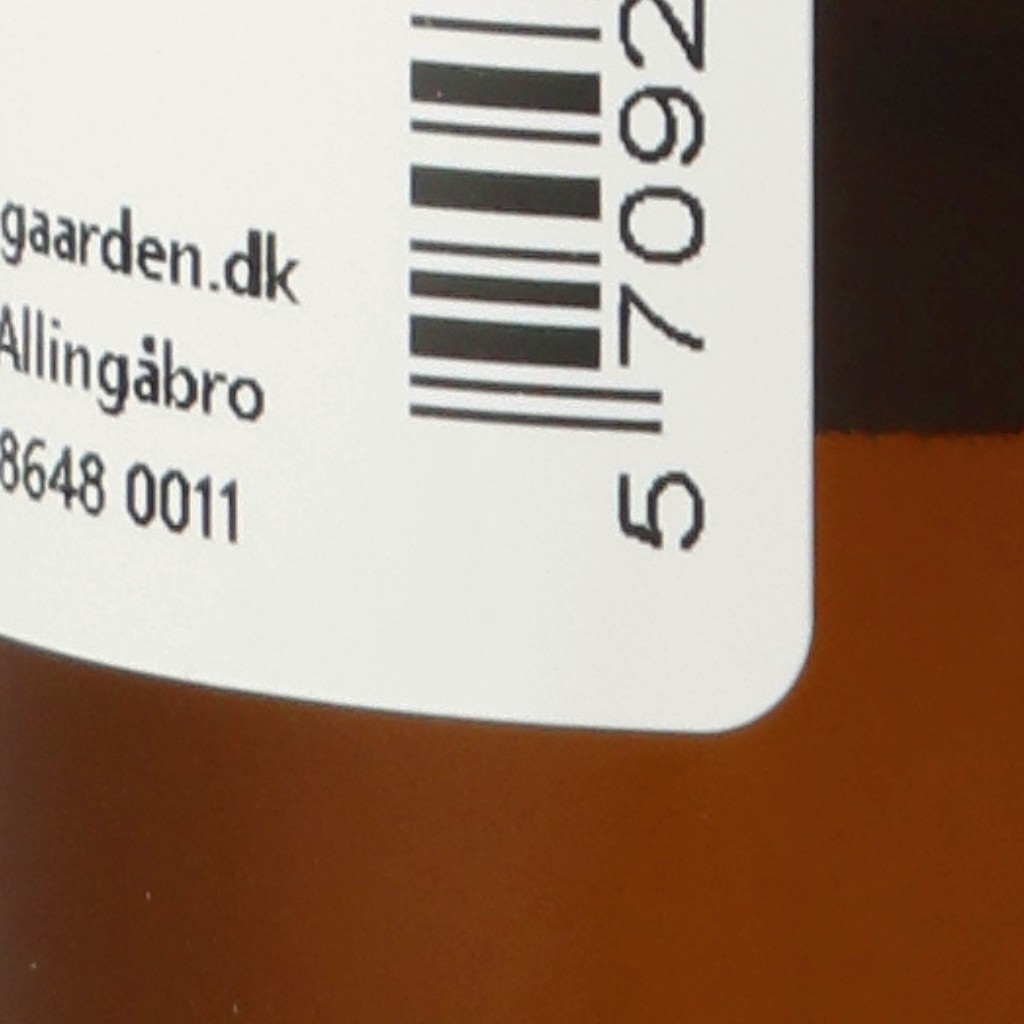 gaarden.dk
Allingåbro
8648 0011
5 7092